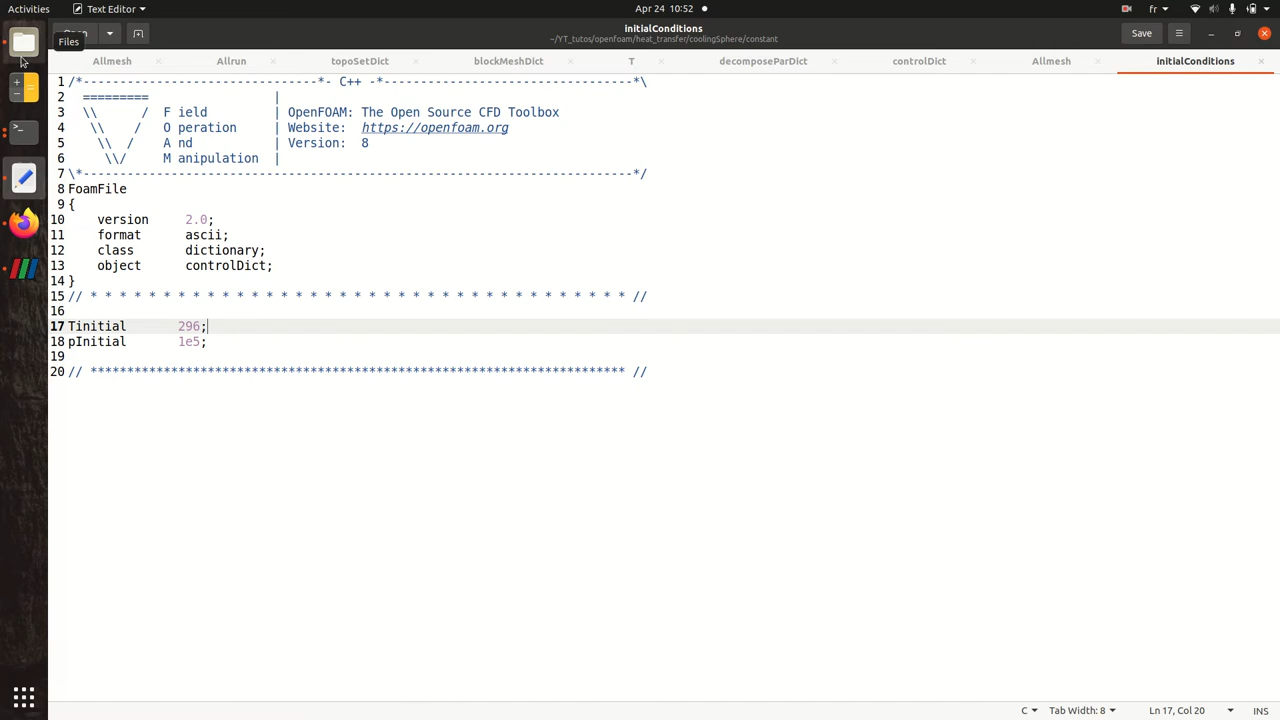 Activities Text Editor Apr 24 10:52 fr
Files
initialConditions
~/YT_tutos/openfoam/heat_transfer/coolingSphere/constant
Save
Allmesh Allrun topoSetDict blockMeshDict T decomposeParDict controlDict Allmesh initialConditions
1 /*--------------------------------*- C++ -*-----------------------------------*\
2   =========                 |
3   \\      /  F ield         | OpenFOAM: The Open Source CFD Toolbox
4    \\    /   O peration     | Website:  https://openfoam.org
5     \\  /    A nd           | Version:  8
6      \\/     M anipulation  |
7 \*---------------------------------------------------------------------------*/
8 FoamFile
9 {
10     version     2.0;
11     format      ascii;
12     class       dictionary;
13     object      controlDict;
14 }
15 // * * * * * * * * * * * * * * * * * * * * * * * * * * * * * * * * * * * * * //
16
17 Tinitial       296;
18 pInitial       1e5;
19
20 // ************************************************************************* //
C Tab Width: 8 Ln 17, Col 20 INS